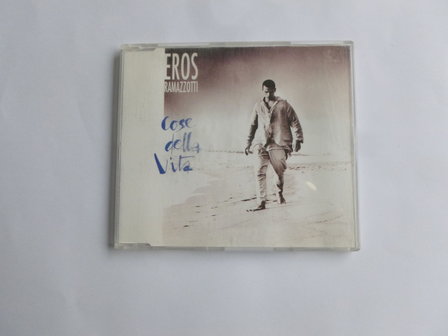 EROS
RAMAZZOTTI
Cose
della
Vita